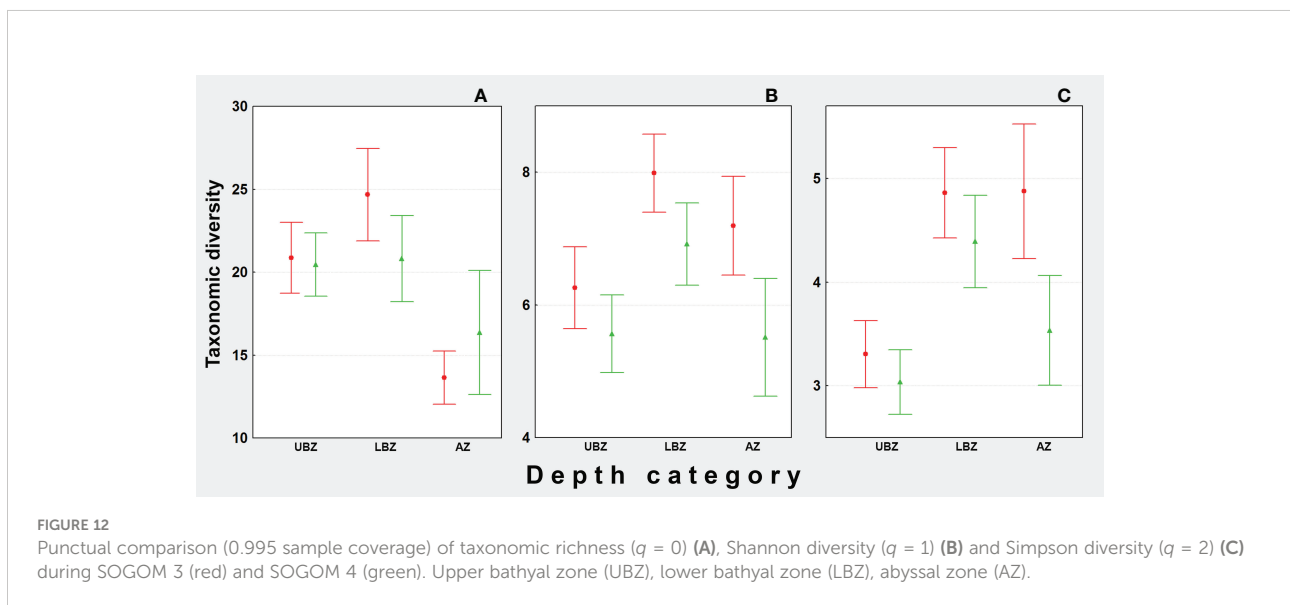 A
B
C
30
25
20
15
10
8
6
4
5
4
3
Taxonomic diversity
UBZ LBZ AZ
UBZ LBZ AZ
UBZ LBZ AZ
Depth category
FIGURE 12
Punctual comparison (0.995 sample coverage) of taxonomic richness (q = 0) (A), Shannon diversity (q = 1) (B) and Simpson diversity (q = 2) (C)
during SOGOM 3 (red) and SOGOM 4 (green). Upper bathyal zone (UBZ), lower bathyal zone (LBZ), abyssal zone (AZ).